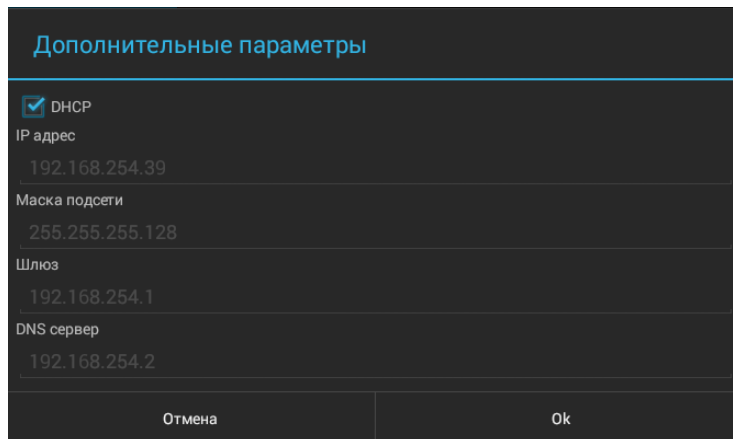 Дополнительные параметры
DHCP
IP адрес
192.168.254.39
Маска подсети
255.255.255.128
Шлюз
192.168.254.1
DNS сервер
192.168.254.2
Отмена Ok